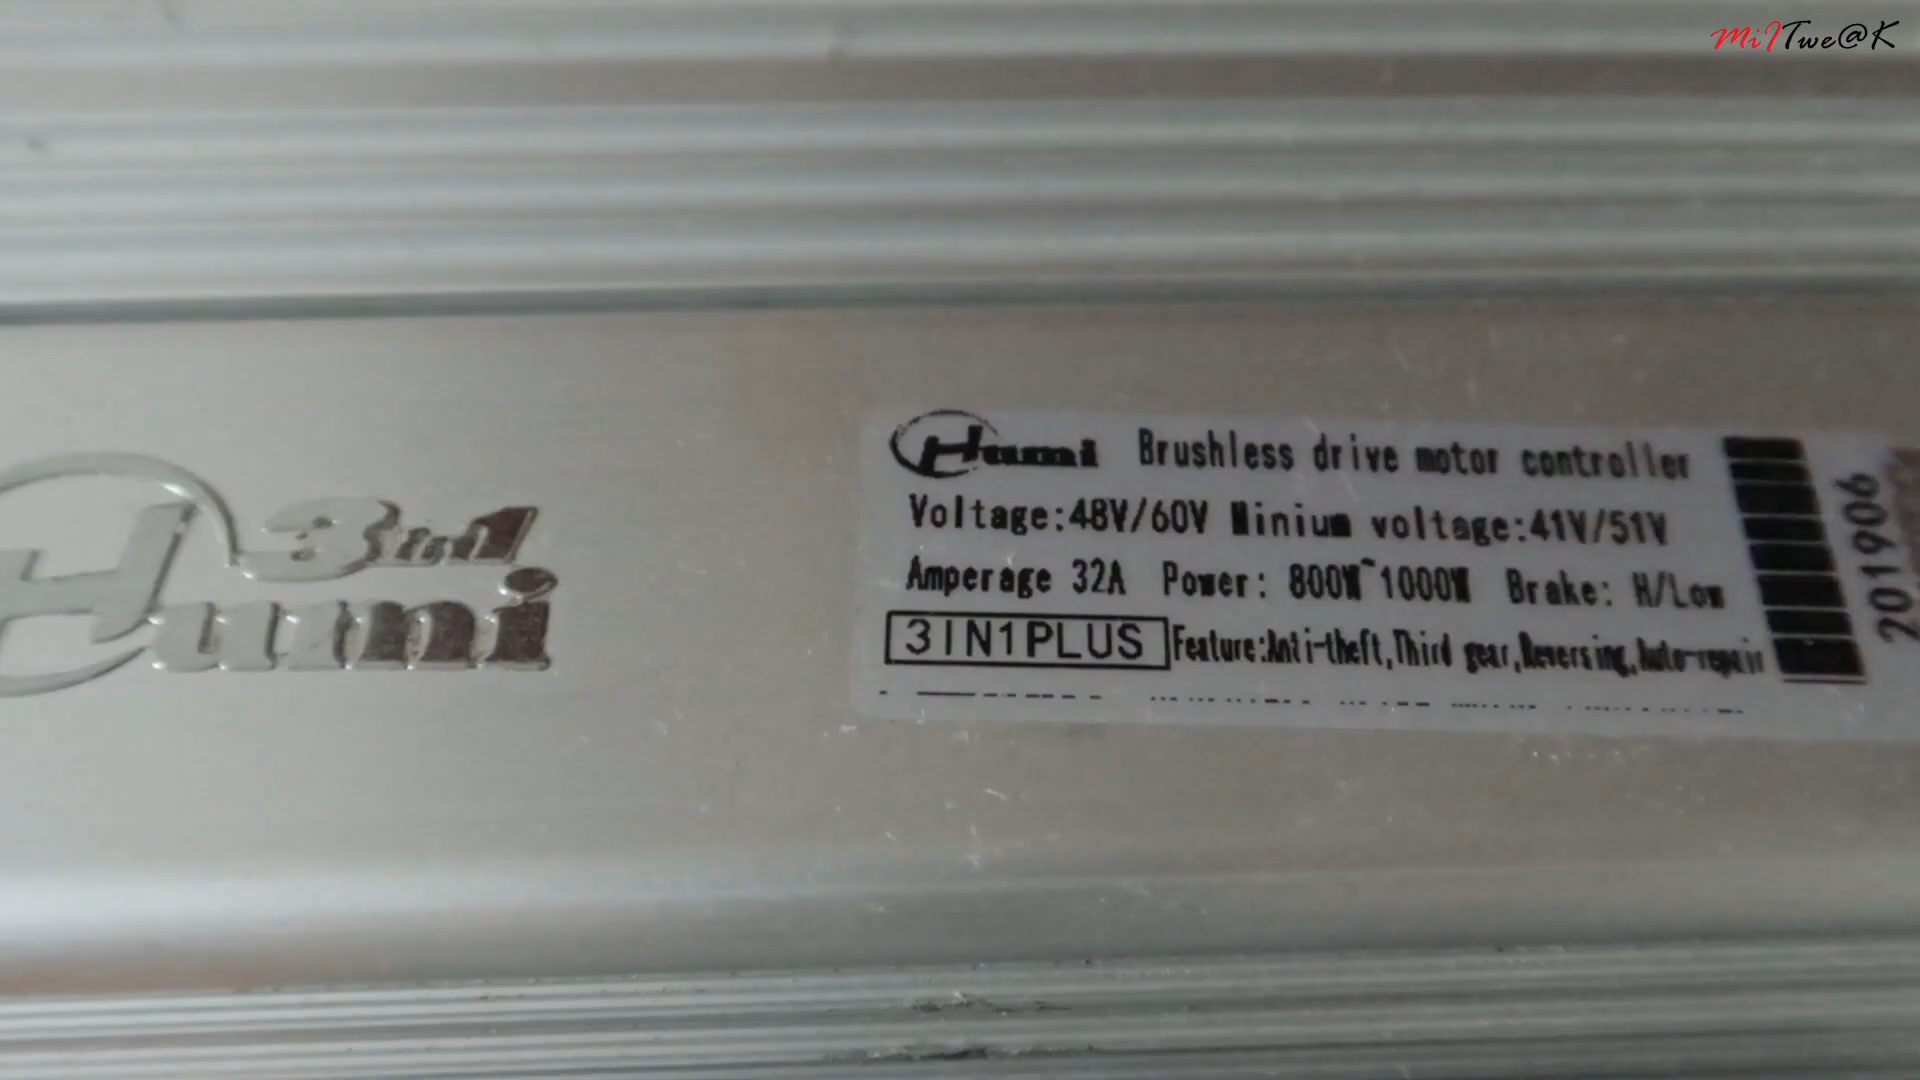 MiJTwe@K
3in1
Humi
Humi Brushless drive motor controller
Voltage:48V/60V Minium voltage:41V/51V
Amperage 32A Power: 800W~1000W Brake: H/Low
3IN1PLUS Feature:Anti-theft,Third gear,Reversing,Auto-repair
201906